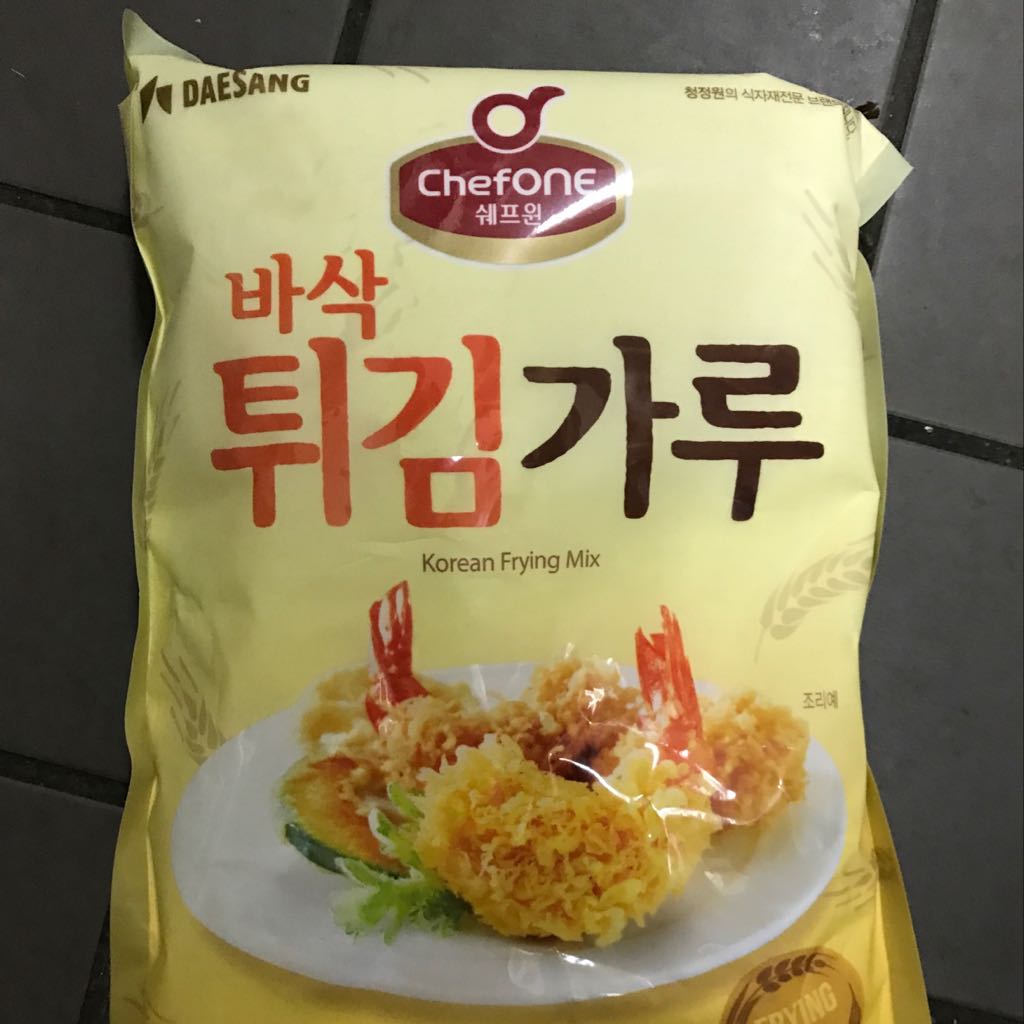 DAESANG
청정원의 식자재전문 브랜드
ChefONE
쉐프원
바삭
튀김가루
Korean Frying Mix
조리예
FRYING